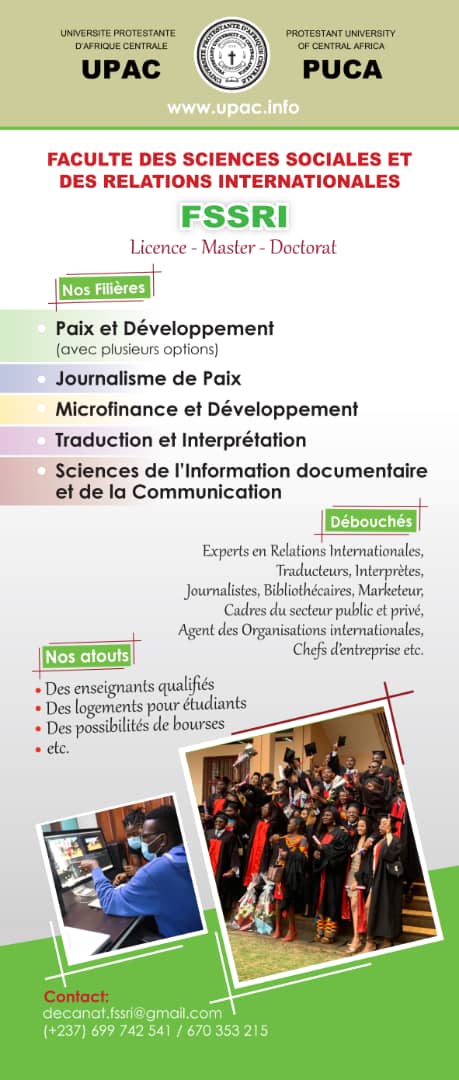 UNIVERSITE PROTESTANTE
D'AFRIQUE CENTRALE
UPAC
PROTESTANT UNIVERSITY
OF CENTRAL AFRICA
PUCA
www.upac.info
FACULTE DES SCIENCES SOCIALES ET
DES RELATIONS INTERNATIONALES
FSSRI
Licence - Master - Doctorat
Nos Filières
Paix et Développement
(avec plusieurs options)
Journalisme de Paix
Microfinance et Développement
Traduction et Interprétation
Sciences de l'Information documentaire
et de la Communication
Débouchés
Experts en Relations Internationales,
Traducteurs, Interprètes,
Journalistes, Bibliothécaires, Marketeur,
Cadres du secteur public et privé,
Agent des Organisations internationales,
Chefs d'entreprise etc.
Nos atouts
• Des enseignants qualifiés
• Des logements pour étudiants
• Des possibilités de bourses
• etc.
Contact:
decanat.fssri@gmail.com
(+237) 699 742 541 / 670 353 215